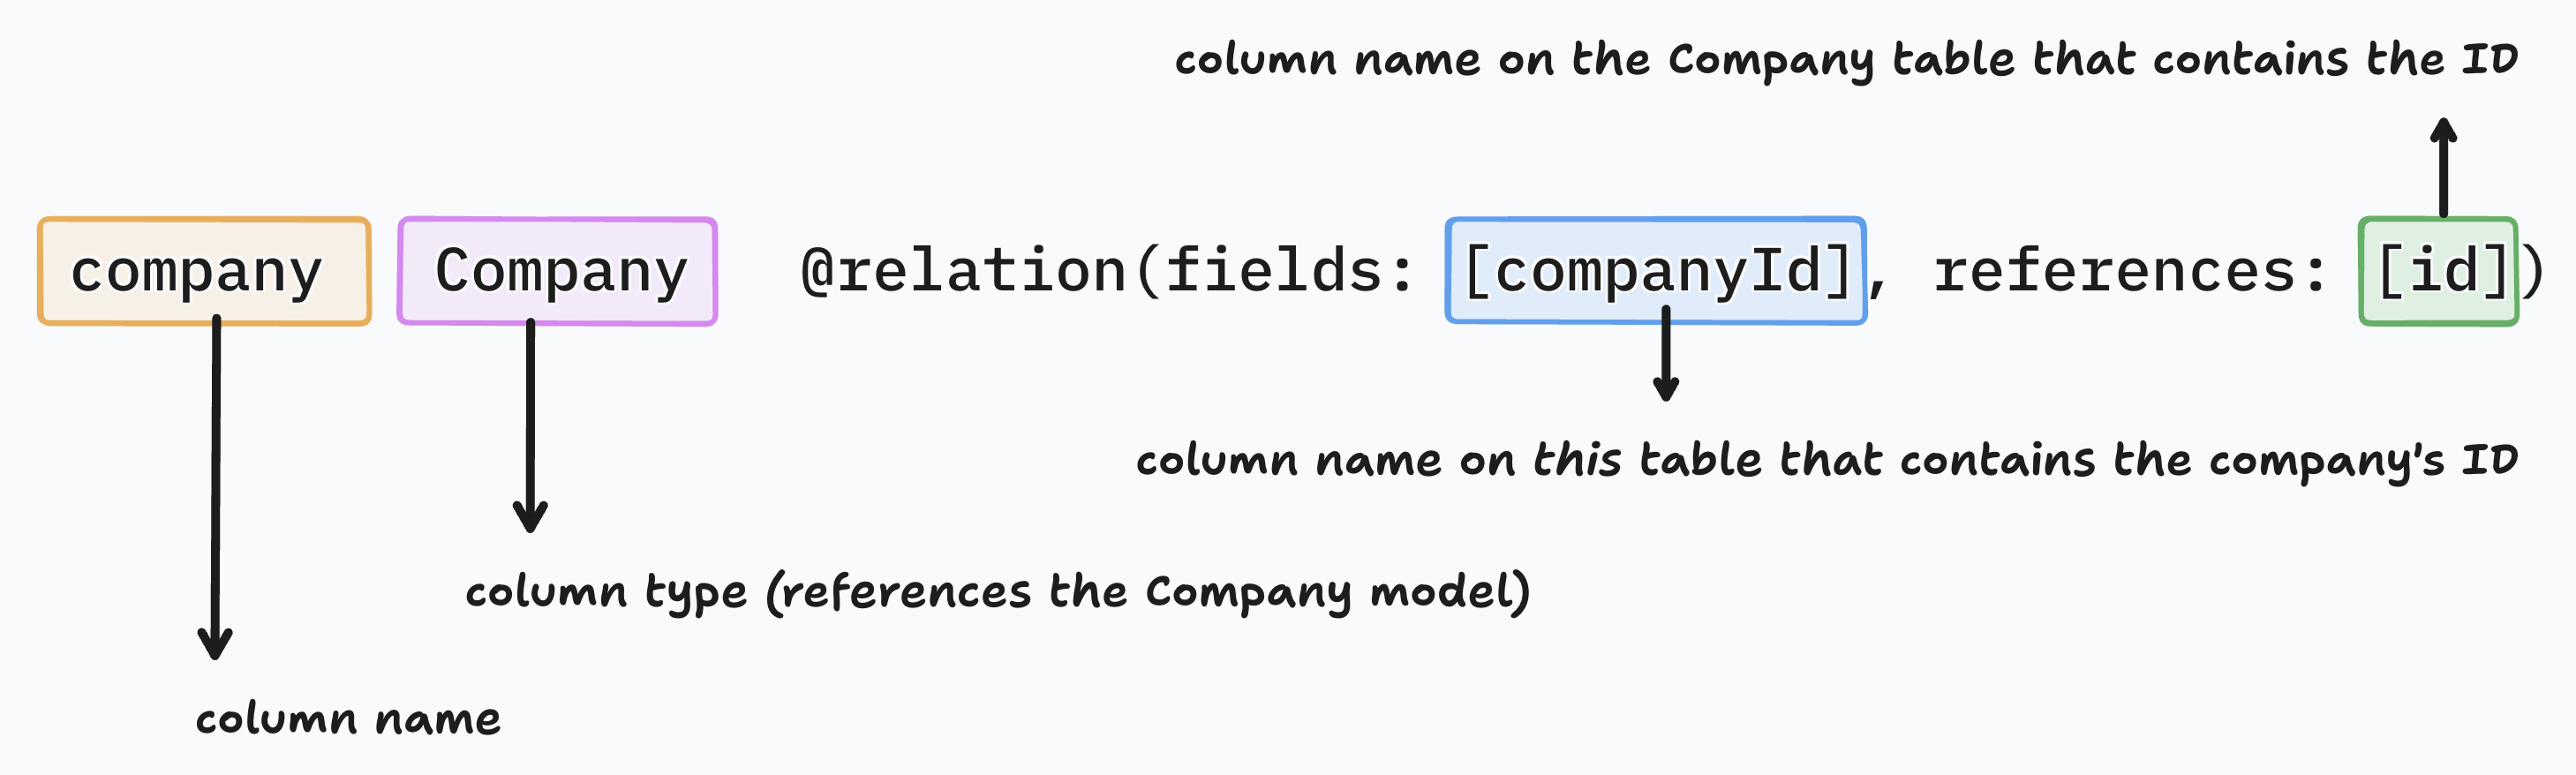 column name on the Company table that contains the ID
company Company @relation(fields: [companyId], references: [id])
column name on this table that contains the company's ID
column type (references the Company model)
column name